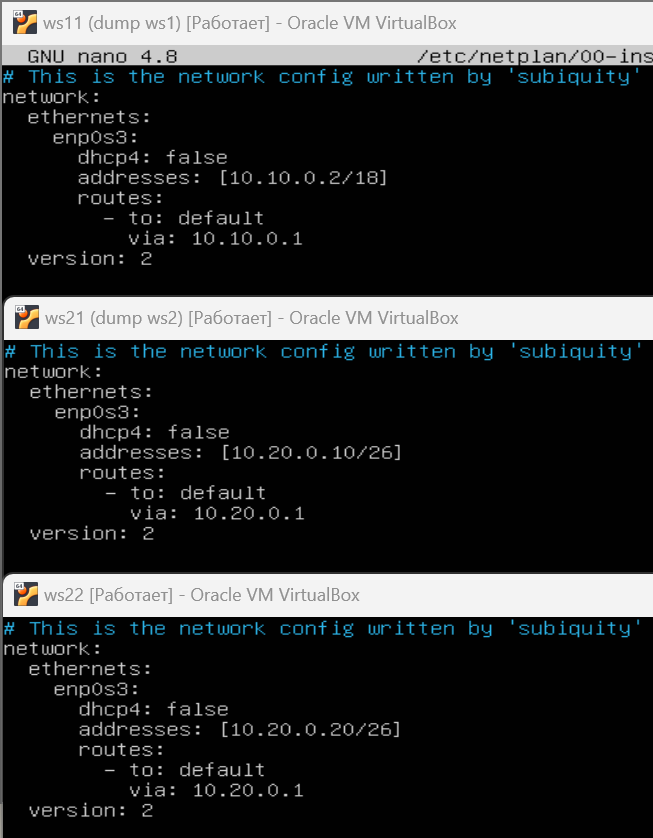 ws11 (dump ws1) [Работает] - Oracle VM VirtualBox
GNU nano 4.8 /etc/netplan/00-ins
# This is the network config written by 'subiquity'
network:
ethernets:
enp0s3:
dhcp4: false
addresses: [10.10.0.2/18]
routes:
- to: default
via: 10.10.0.1
version: 2
64
ws21 (dump ws2) [Работает] - Oracle VM VirtualBox
# This is the network config written by 'subiquity'
network:
ethernets:
enp0s3:
dhcp4: false
addresses: [10.20.0.10/26]
routes:
- to: default
via: 10.20.0.1
version: 2
64
ws22 [Работает] - Oracle VM VirtualBox
# This is the network config written by 'subiquity'
network:
ethernets:
enp0s3:
dhcp4: false
addresses: [10.20.0.20/26]
routes:
- to: default
via: 10.20.0.1
version: 2